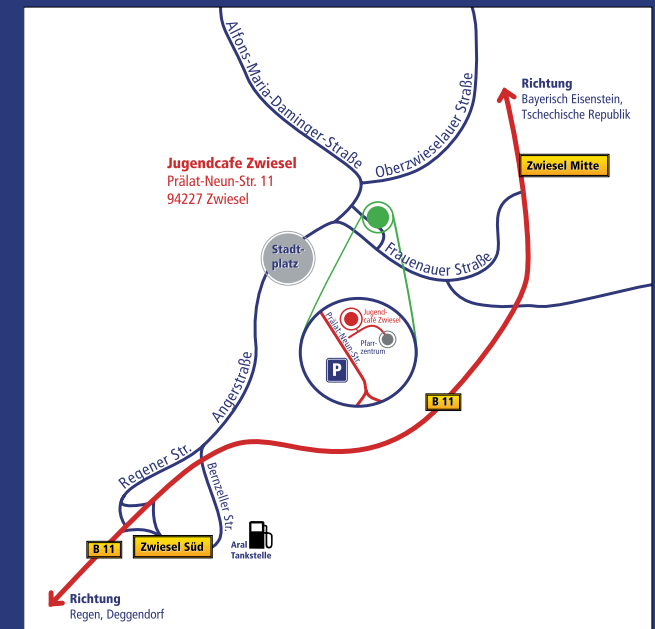 Alfons-Maria-Daminger-Straße
Oberzwieselauer Straße
Richtung
Bayerisch Eisenstein,
Tschechische Republik
Zwiesel Mitte
Jugendcafe Zwiesel
Prälat-Neun-Str. 11
94227 Zwiesel
Stadt-
platz
Frauenauer Straße
Jugend-
café Zwiesel
Prälat-Neun-Str.
Pfarr-
zentrum
P
Angerstraße
B 11
Regener Str.
Bernzeller Str.
B 11
Zwiesel Süd
Aral
Tankstelle
Richtung
Regen, Deggendorf